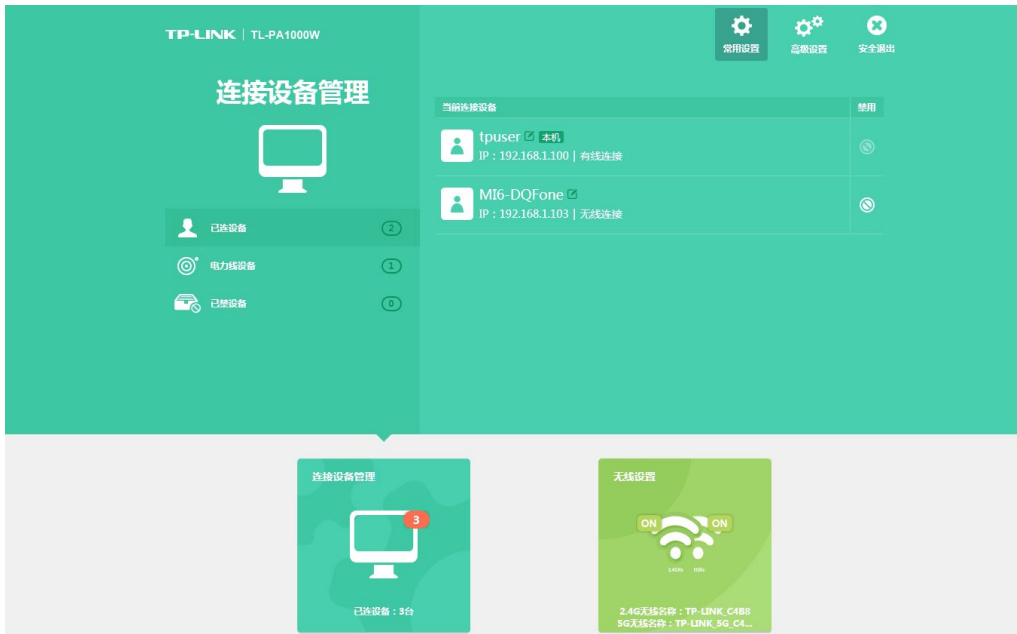 TP-LINK | TL-PA1000W
常用设置
高级设置
安全退出
连接设备管理
已连设备 2
电力线设备 1
已禁设备 0
当前连接设备 禁用
tpuser 本机
IP：192.168.1.100 | 有线连接
MI6-DQFone
IP：192.168.1.103 | 无线连接
连接设备管理
3
已连设备：3台
无线设置
ON ON
2.4G无线名称：TP-LINK_C4B8
5G无线名称：TP-LINK_5G_C4...